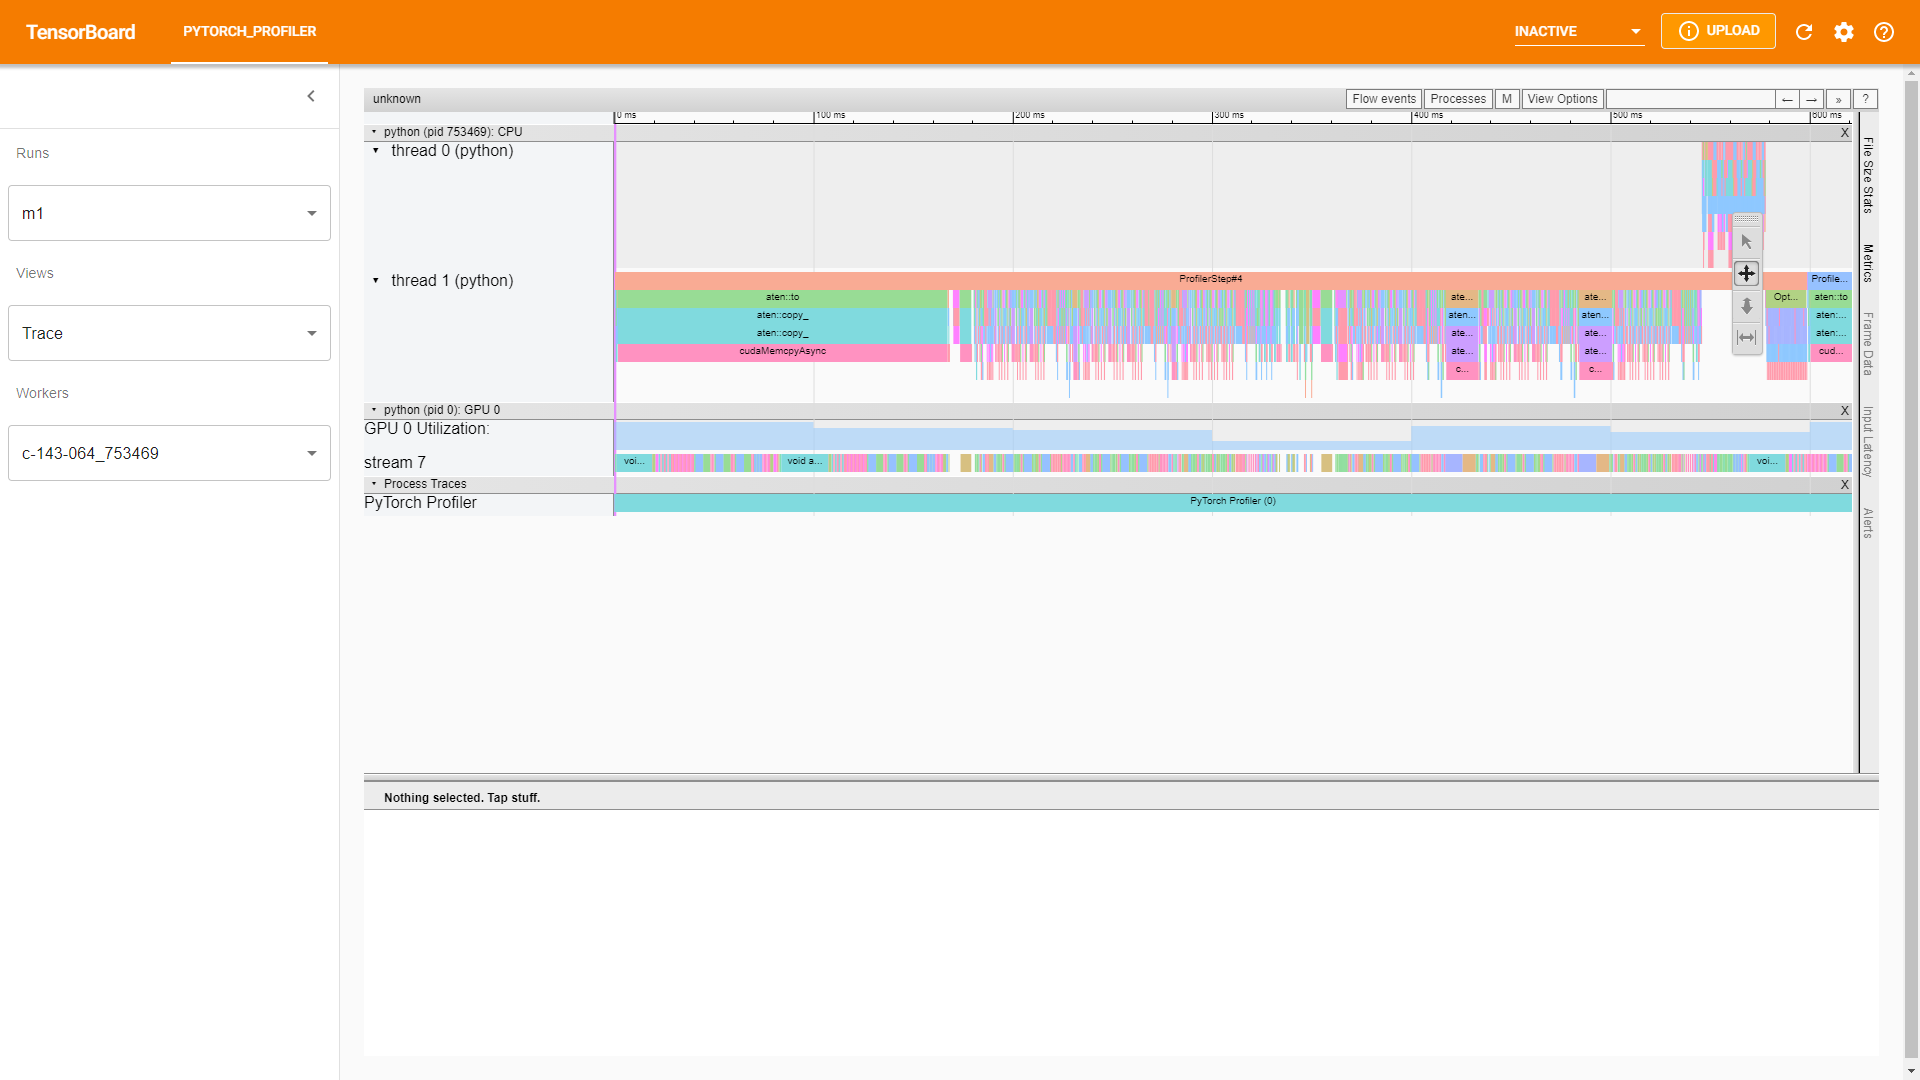 TensorBoard
PYTORCH_PROFILER
INACTIVE
UPLOAD
Runs
m1
Views
Trace
Workers
c-143-064_753469
unknown
Flow events
Processes
M
View Options
←
→
»
?
0 ms
100 ms
200 ms
300 ms
400 ms
500 ms
600 ms
python (pid 753469): CPU
X
thread 0 (python)
thread 1 (python)
ProfilerStep#4
Profile...
aten::to
ate...
ate...
Opt...
aten::to
aten::copy_
aten...
aten...
aten:...
aten::copy_
ate...
ate...
aten:...
cudaMemcpyAsync
ate...
ate...
cud...
c...
c...
python (pid 0): GPU 0
X
GPU 0 Utilization:
stream 7
voi...
void a...
voi...
Process Traces
X
PyTorch Profiler
PyTorch Profiler (0)
File Size Stats
Metrics
Frame Data
Input Latency
Alerts
Nothing selected. Tap stuff.